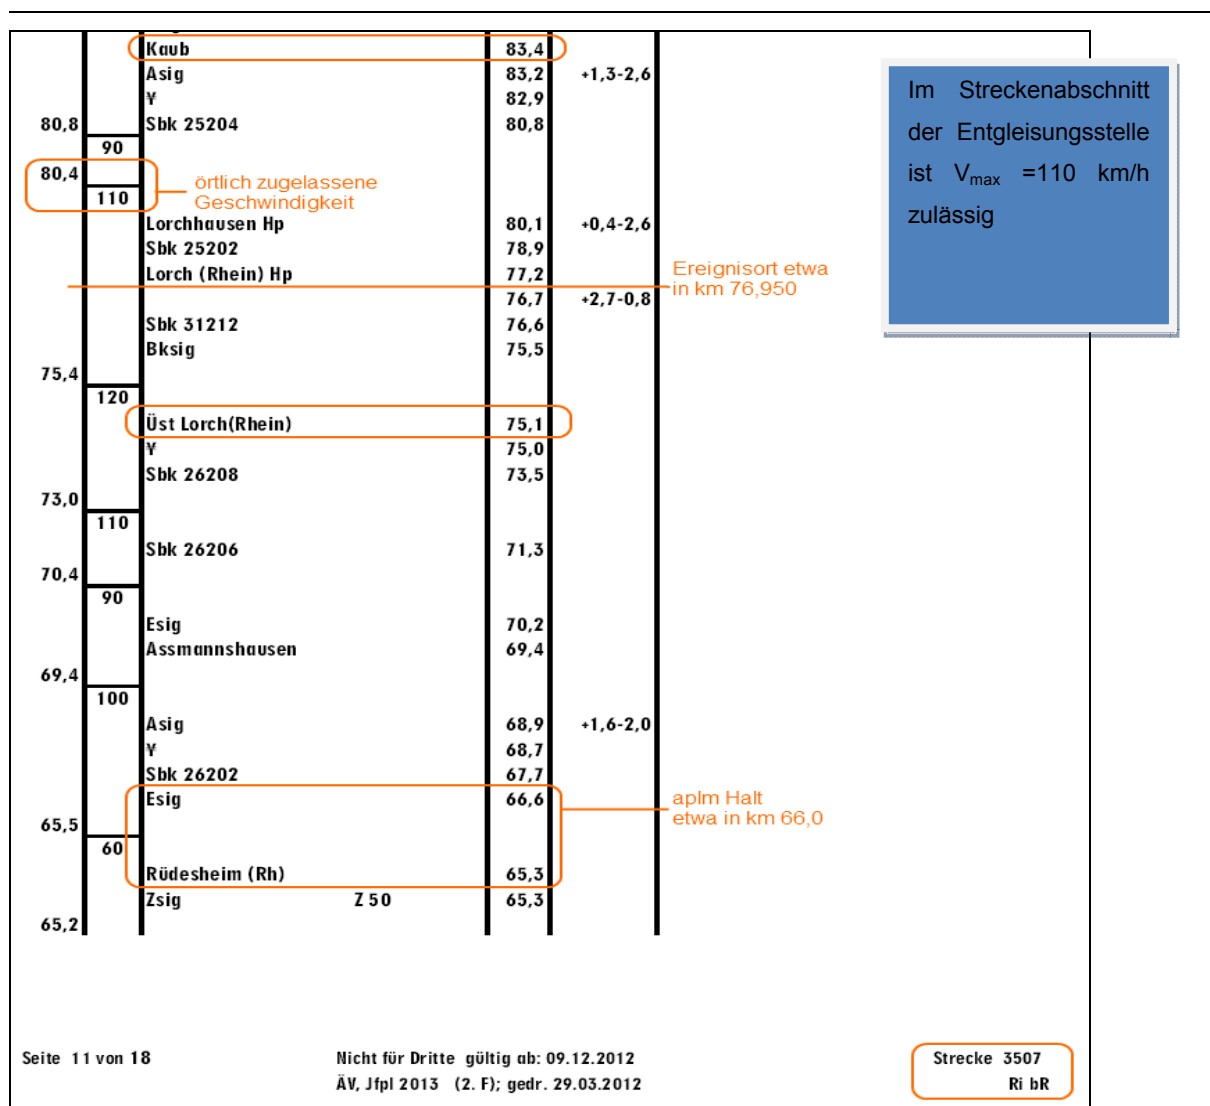 Kaub 83,4
Asig 83,2 +1,3-2,6
¥ 82,9
80,8 Sbk 25204 80,8
90
80,4
110
örtlich zugelassene
Geschwindigkeit
Lorchhausen Hp 80,1 +0,4-2,6
Sbk 25202 78,9
Lorch (Rhein) Hp 77,2
Ereignisort etwa
in km 76,950
76,7 +2,7-0,8
Sbk 31212 76,6
Bksig 75,5
75,4
120
Üst Lorch(Rhein) 75,1
¥ 75,0
Sbk 26208 73,5
73,0
110
Sbk 26206 71,3
70,4
90
Esig 70,2
Assmannshausen 69,4
69,4
100
Asig 68,9 +1,6-2,0
¥ 68,7
Sbk 26202 67,7
Esig 66,6
aplm Halt
etwa in km 66,0
65,5
60
Rüdesheim (Rh) 65,3
Zsig Z 50 65,3
65,2
Im Streckenabschnitt
der Entgleisungsstelle
ist Vmax =110 km/h
zulässig
Seite 11 von 18 Nicht für Dritte gültig ab: 09.12.2012 Strecke 3507
ÄV, Jfpl 2013 (2. F); gedr. 29.03.2012 Ri bR